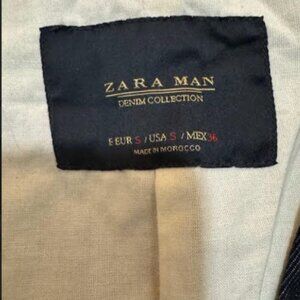 ZARA MAN
DENIM COLLECTION
E EUR S / USA S / MEX 36
MADE IN MOROCCO